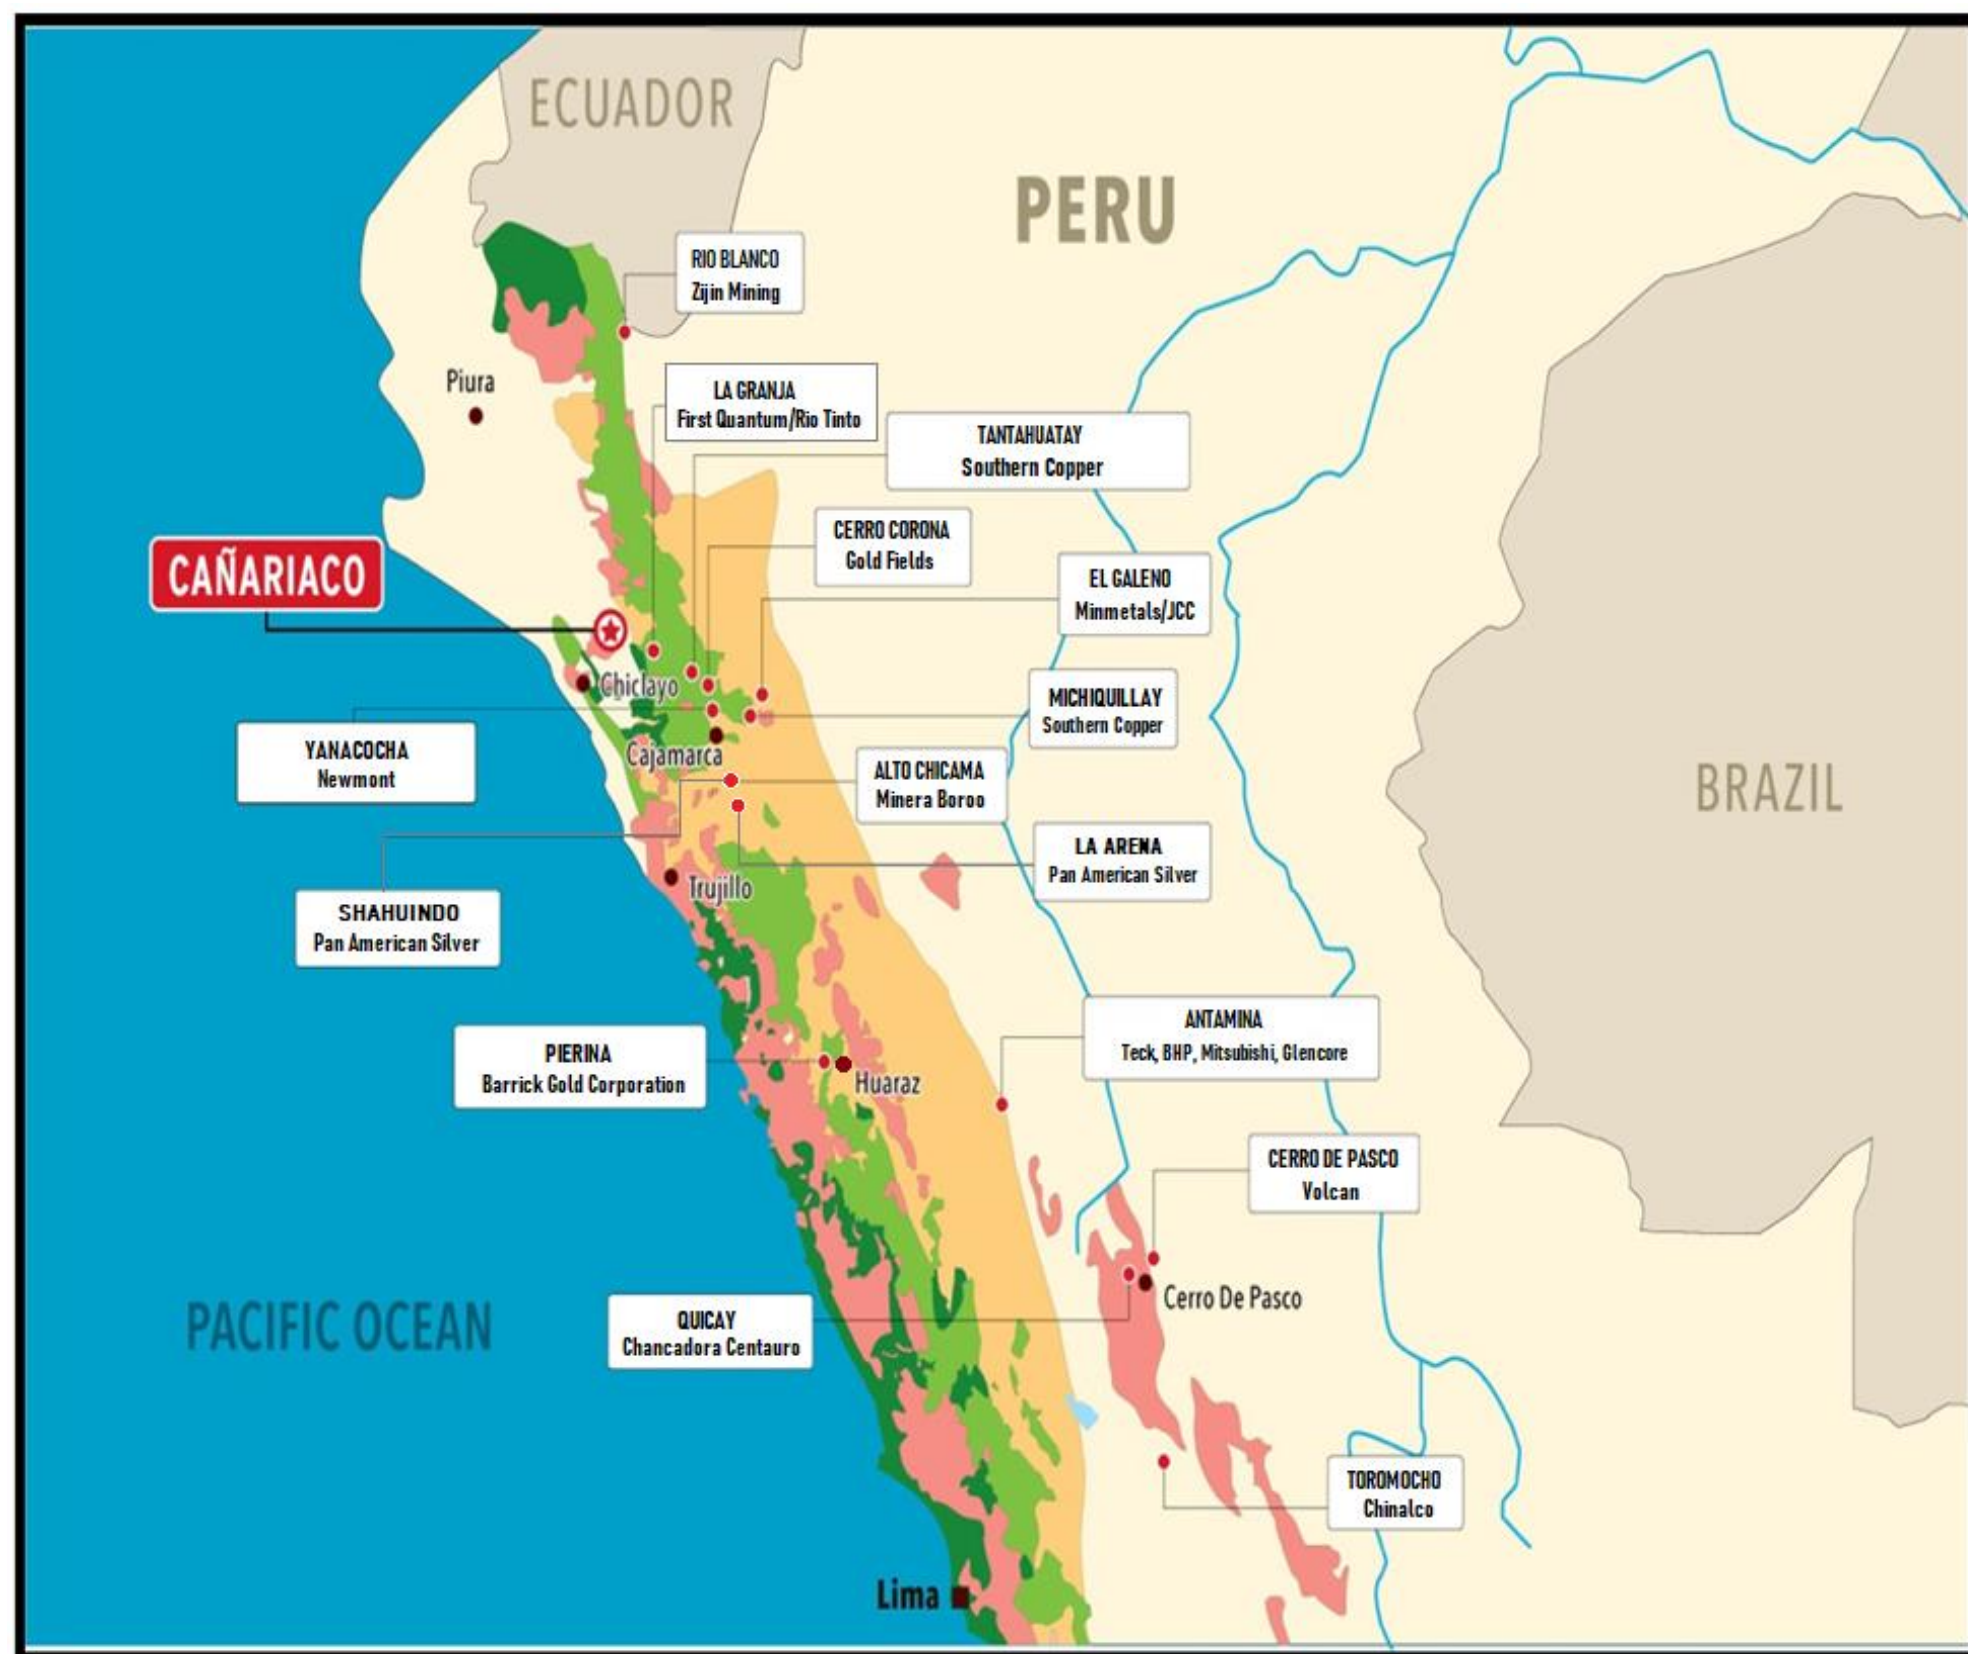 ECUADOR
PERU
RIO BLANCO
Zijin Mining
Piura
LA GRANJA
First Quantum/Rio Tinto
TANTAHUATAY
Southern Copper
CERRO CORONA
Gold Fields
CAÑARIACO
EL GALENO
Minmetals/JCC
Chiclayo
MICHIQUILLAY
Southern Copper
YANACOCHA
Newmont
Cajamarca
ALTO CHICAMA
Minera Boroo
BRAZIL
LA ARENA
Pan American Silver
Trujillo
SHAHUINDO
Pan American Silver
ANTAMINA
Teck, BHP, Mitsubishi, Glencore
PIERINA
Barrick Gold Corporation
Huaraz
CERRO DE PASCO
Volcan
Cerro De Pasco
PACIFIC OCEAN
QUICAY
Chancadora Centauro
TOROMOCHO
Chinalco
Lima